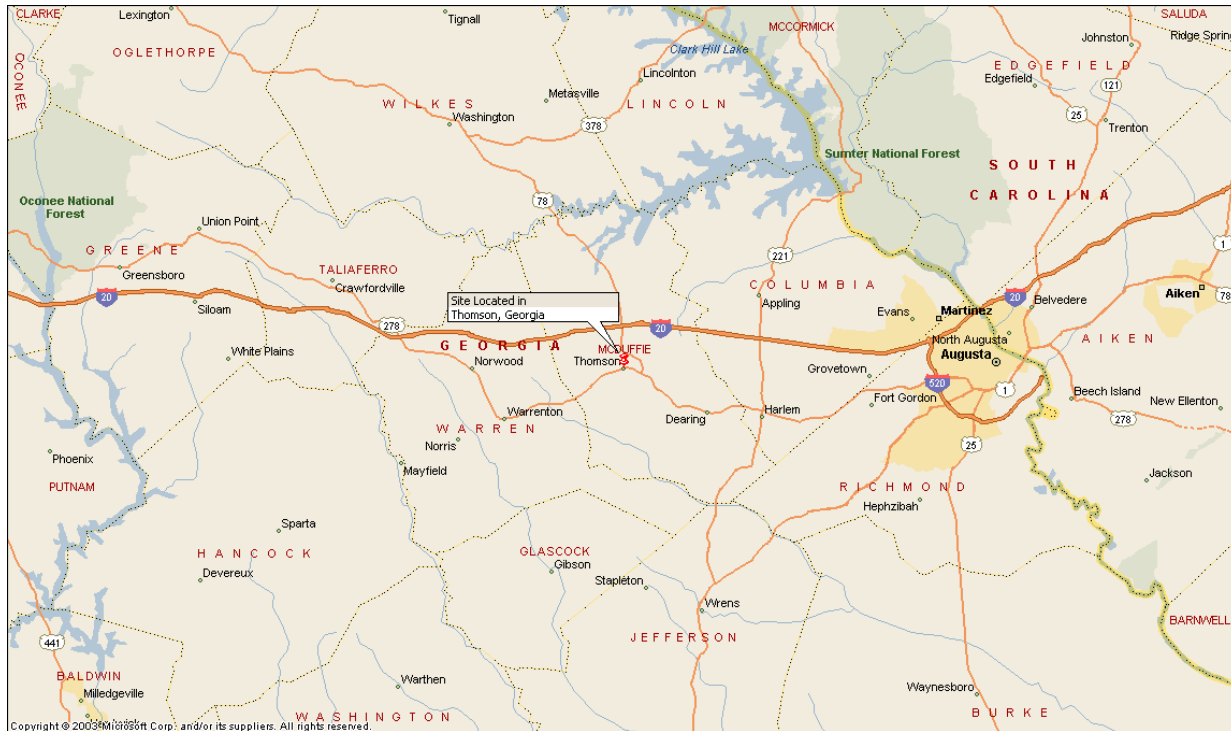 CLARKE
Lexington
Tignall
MCCORMICK
SALUDA
Johnston
Ridge Spring
OGLETHORPE
OCONEE
Clark Hill Lake
EDGEFIELD
Edgefield
121
Lincolnton
Metasville
WILKES
LINCOLN
Washington
378
25
Trenton
Sumter National Forest
SOUTH
CAROLINA
Oconee National
Forest
78
Union Point
GREENE
221
1
Greensboro
TALIAFERRO
Crawfordville
COLUMBIA
Aiken
78
20
Siloam
Site Located in
Thomson, Georgia
Appling
20
Belvedere
Evans
Martinez
278
20
GEORGIA
MCDUFFIE
North Augusta
AIKEN
White Plains
Norwood
Thomson
Augusta
Grovetown
520
1
Beech Island
Fort Gordon
New Ellenton
Warrenton
Dearing
Harlem
278
WARREN
Norris
25
Phoenix
Mayfield
Jackson
PUTNAM
RICHMOND
Hephzibah
Sparta
HANCOCK
GLASCOCK
Gibson
Devereux
Stapleton
Wrens
BARNWELL
441
JEFFERSON
BALDWIN
Milledgeville
Warthen
Waynesboro
WASHINGTON
BURKE
Copyright © 2003 Microsoft Corp. and/or its suppliers. All rights reserved.